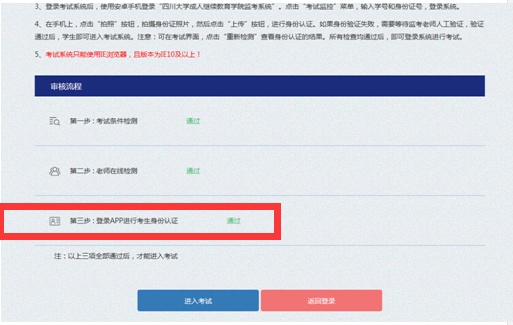 3、登录考试系统后，使用安卓手机登录“四川大学成人继续教育学院监考系统”。点击“考试监控”菜单，输入学号和身份证号，登录系统。
4、在手机上，点击“拍照”按钮，拍摄身份证照片，然后点击“上传”按钮，进行身份认证。如果身份验证失败，需要等待监考老师人工验证，验证
通过后，学生即可进入考试系统。注意：可在考试界面，点击“重新检测”查看身份认证的结果。所有检查均通过后，即可登录系统进行考试。
5、考试系统只能使用IE浏览器，且版本为IE10及以上！
审核流程
第一步：考试条件检测 通过
第二步：老师在线检测 通过
第三步：登录APP进行考生身份认证 通过
注：以上三项全部通过后，才能进入考试
进入考试 返回登录